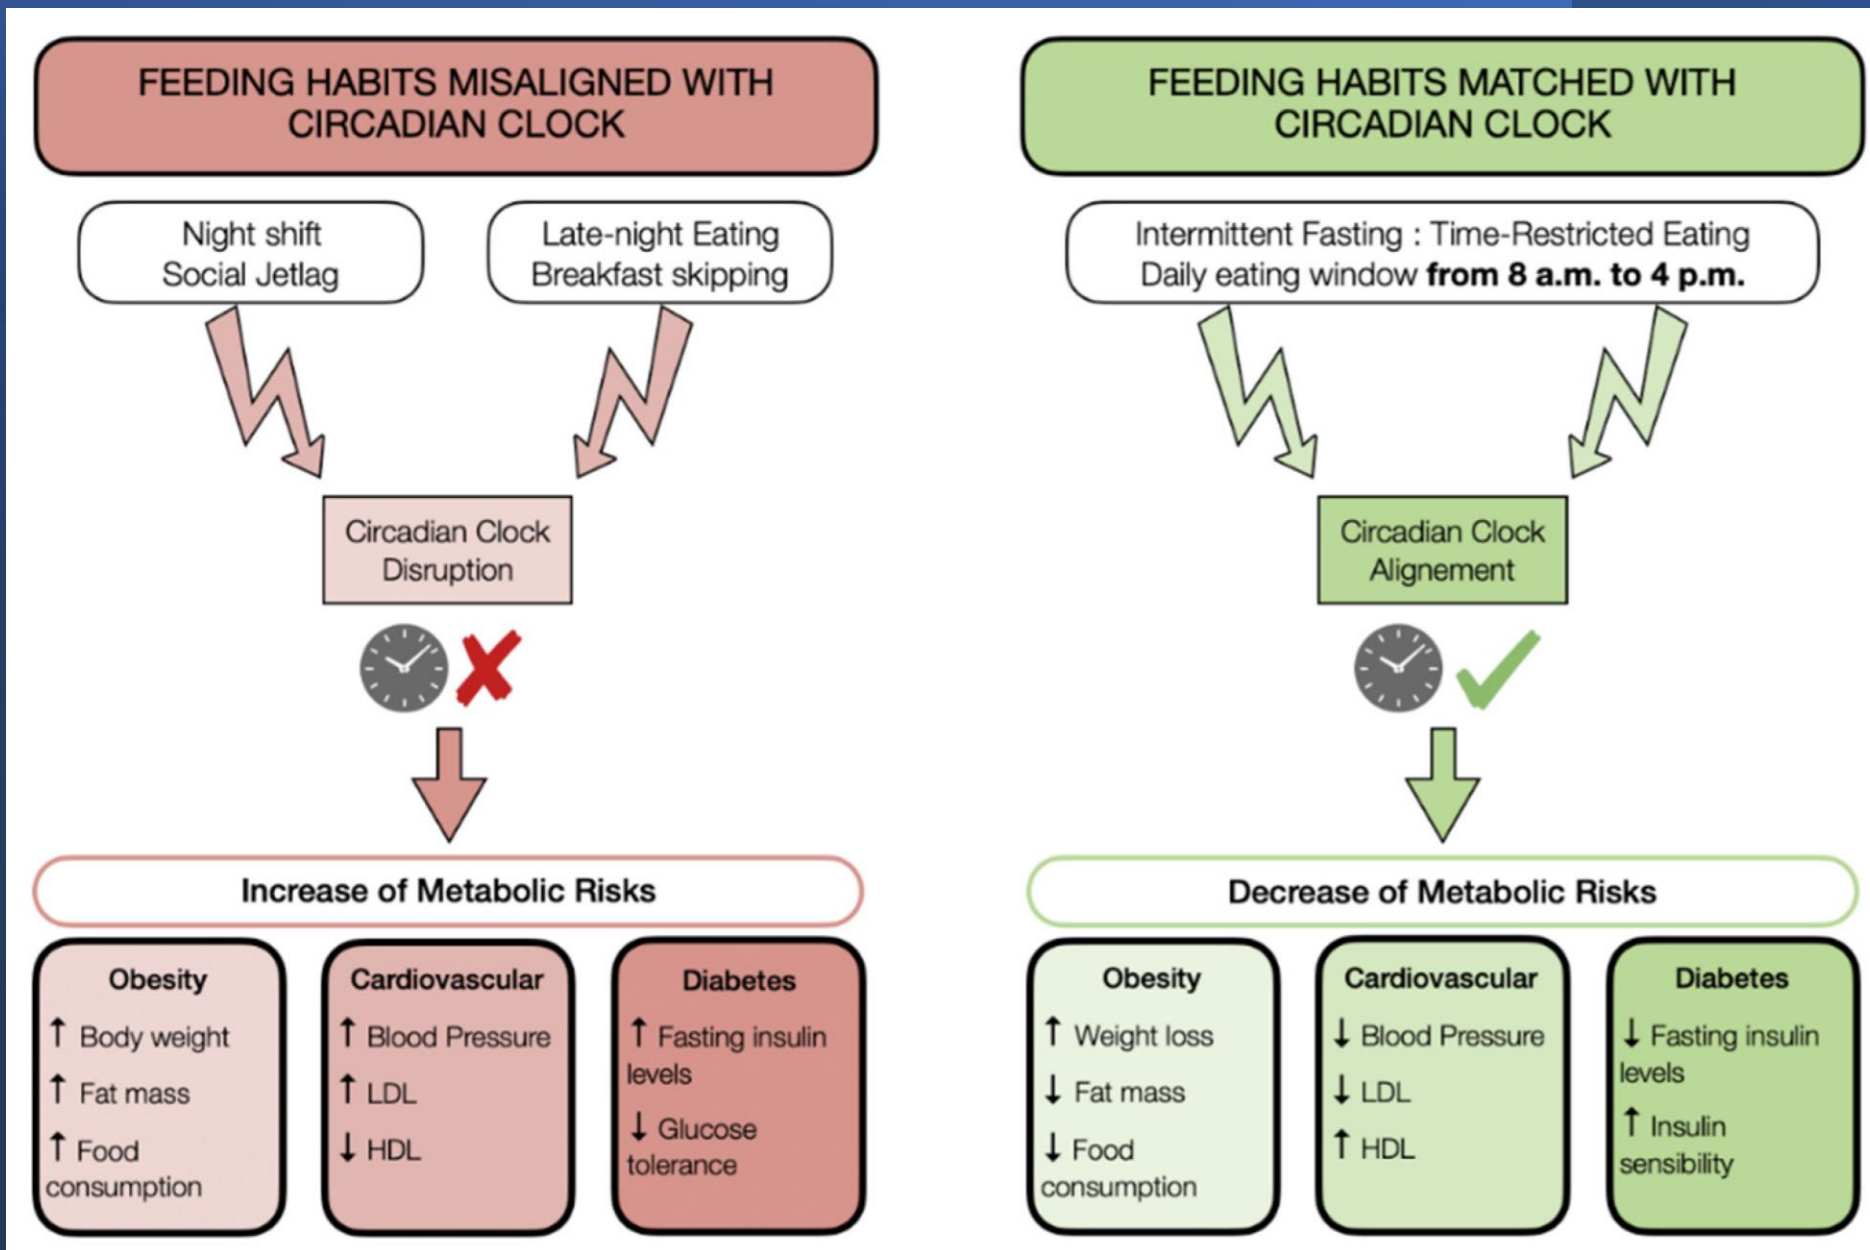 FEEDING HABITS MISALIGNED WITH
CIRCADIAN CLOCK
Night shift
Social Jetlag
Late-night Eating
Breakfast skipping
Circadian Clock
Disruption
Increase of Metabolic Risks
Obesity
↑ Body weight
↑ Fat mass
↑ Food
consumption
Cardiovascular
↑ Blood Pressure
↑ LDL
↓ HDL
Diabetes
↑ Fasting insulin
levels
↓ Glucose
tolerance
FEEDING HABITS MATCHED WITH
CIRCADIAN CLOCK
Intermittent Fasting : Time-Restricted Eating
Daily eating window from 8 a.m. to 4 p.m.
Circadian Clock
Alignement
Decrease of Metabolic Risks
Obesity
↑ Weight loss
↓ Fat mass
↓ Food
consumption
Cardiovascular
↓ Blood Pressure
↓ LDL
↑ HDL
Diabetes
↓ Fasting insulin
levels
↑ Insulin
sensibility